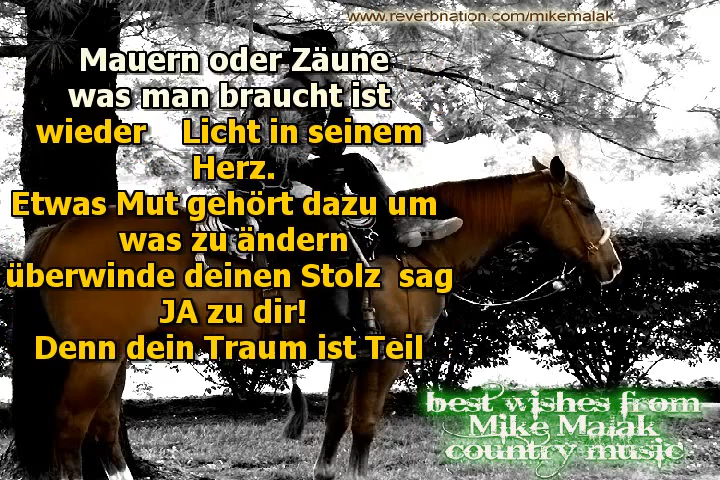 www.reverbnation.com/mikemalak
Mauern oder Zäune
was man braucht ist
wieder Licht in seinem
Herz.
Etwas Mut gehört dazu um
was zu ändern
überwinde deinen Stolz sag
JA zu dir!
Denn dein Traum ist Teil
best wishes from
Mike Malak
country music